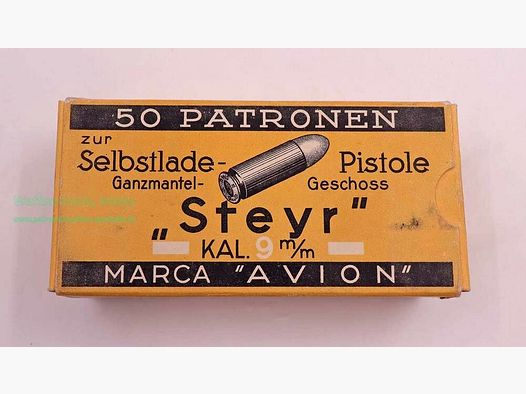 50 PATRONEN
zur
Selbstlade- Pistole
Ganzmantel- Geschoss
„Steyr"
KAL. 9 m/m
MARCA "AVION"